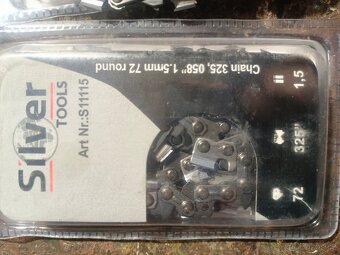 Silver
TOOLS
Art Nr.:S11115
Chain 325, 058" 1.5mm 72 round
72
325"
1,5